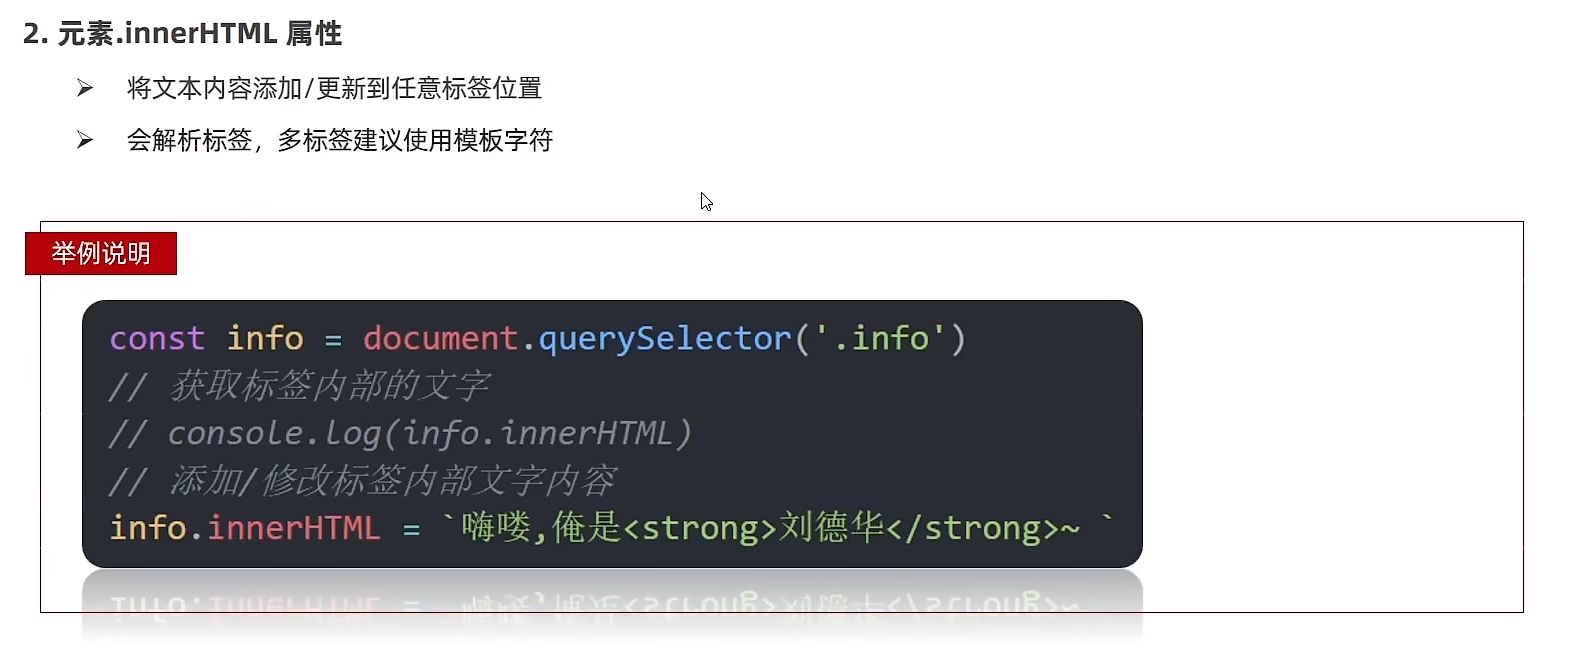 2. 元素.innerHTML 属性
➢ 将文本内容添加/更新到任意标签位置
➢ 会解析标签，多标签建议使用模板字符
举例说明
const info = document.querySelector('.info')
// 获取标签内部的文字
// console.log(info.innerHTML)
// 添加/修改标签内部文字内容
info.innerHTML = `嗨喽,俺是<strong>刘德华</strong>~ `